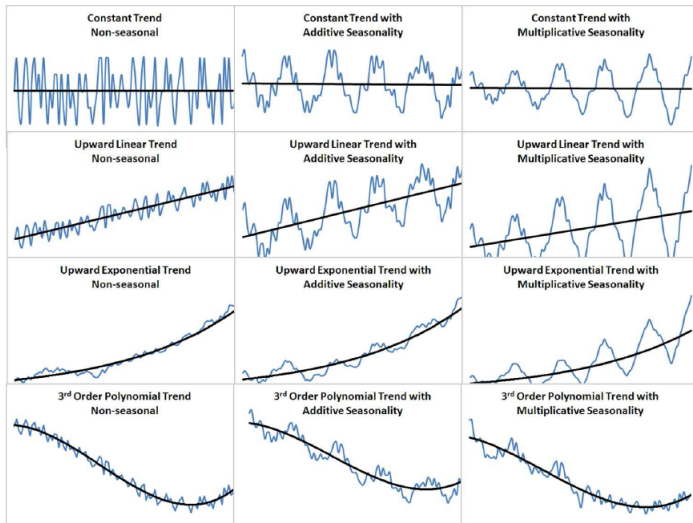 Constant Trend
Non-seasonal
Constant Trend with
Additive Seasonality
Constant Trend with
Multiplicative Seasonality
Upward Linear Trend
Non-seasonal
Upward Linear Trend with
Additive Seasonality
Upward Linear Trend with
Multiplicative Seasonality
Upward Exponential Trend
Non-seasonal
Upward Exponential Trend with
Additive Seasonality
Upward Exponential Trend with
Multiplicative Seasonality
3rd Order Polynomial Trend
Non-seasonal
3rd Order Polynomial Trend with
Additive Seasonality
3rd Order Polynomial Trend with
Multiplicative Seasonality